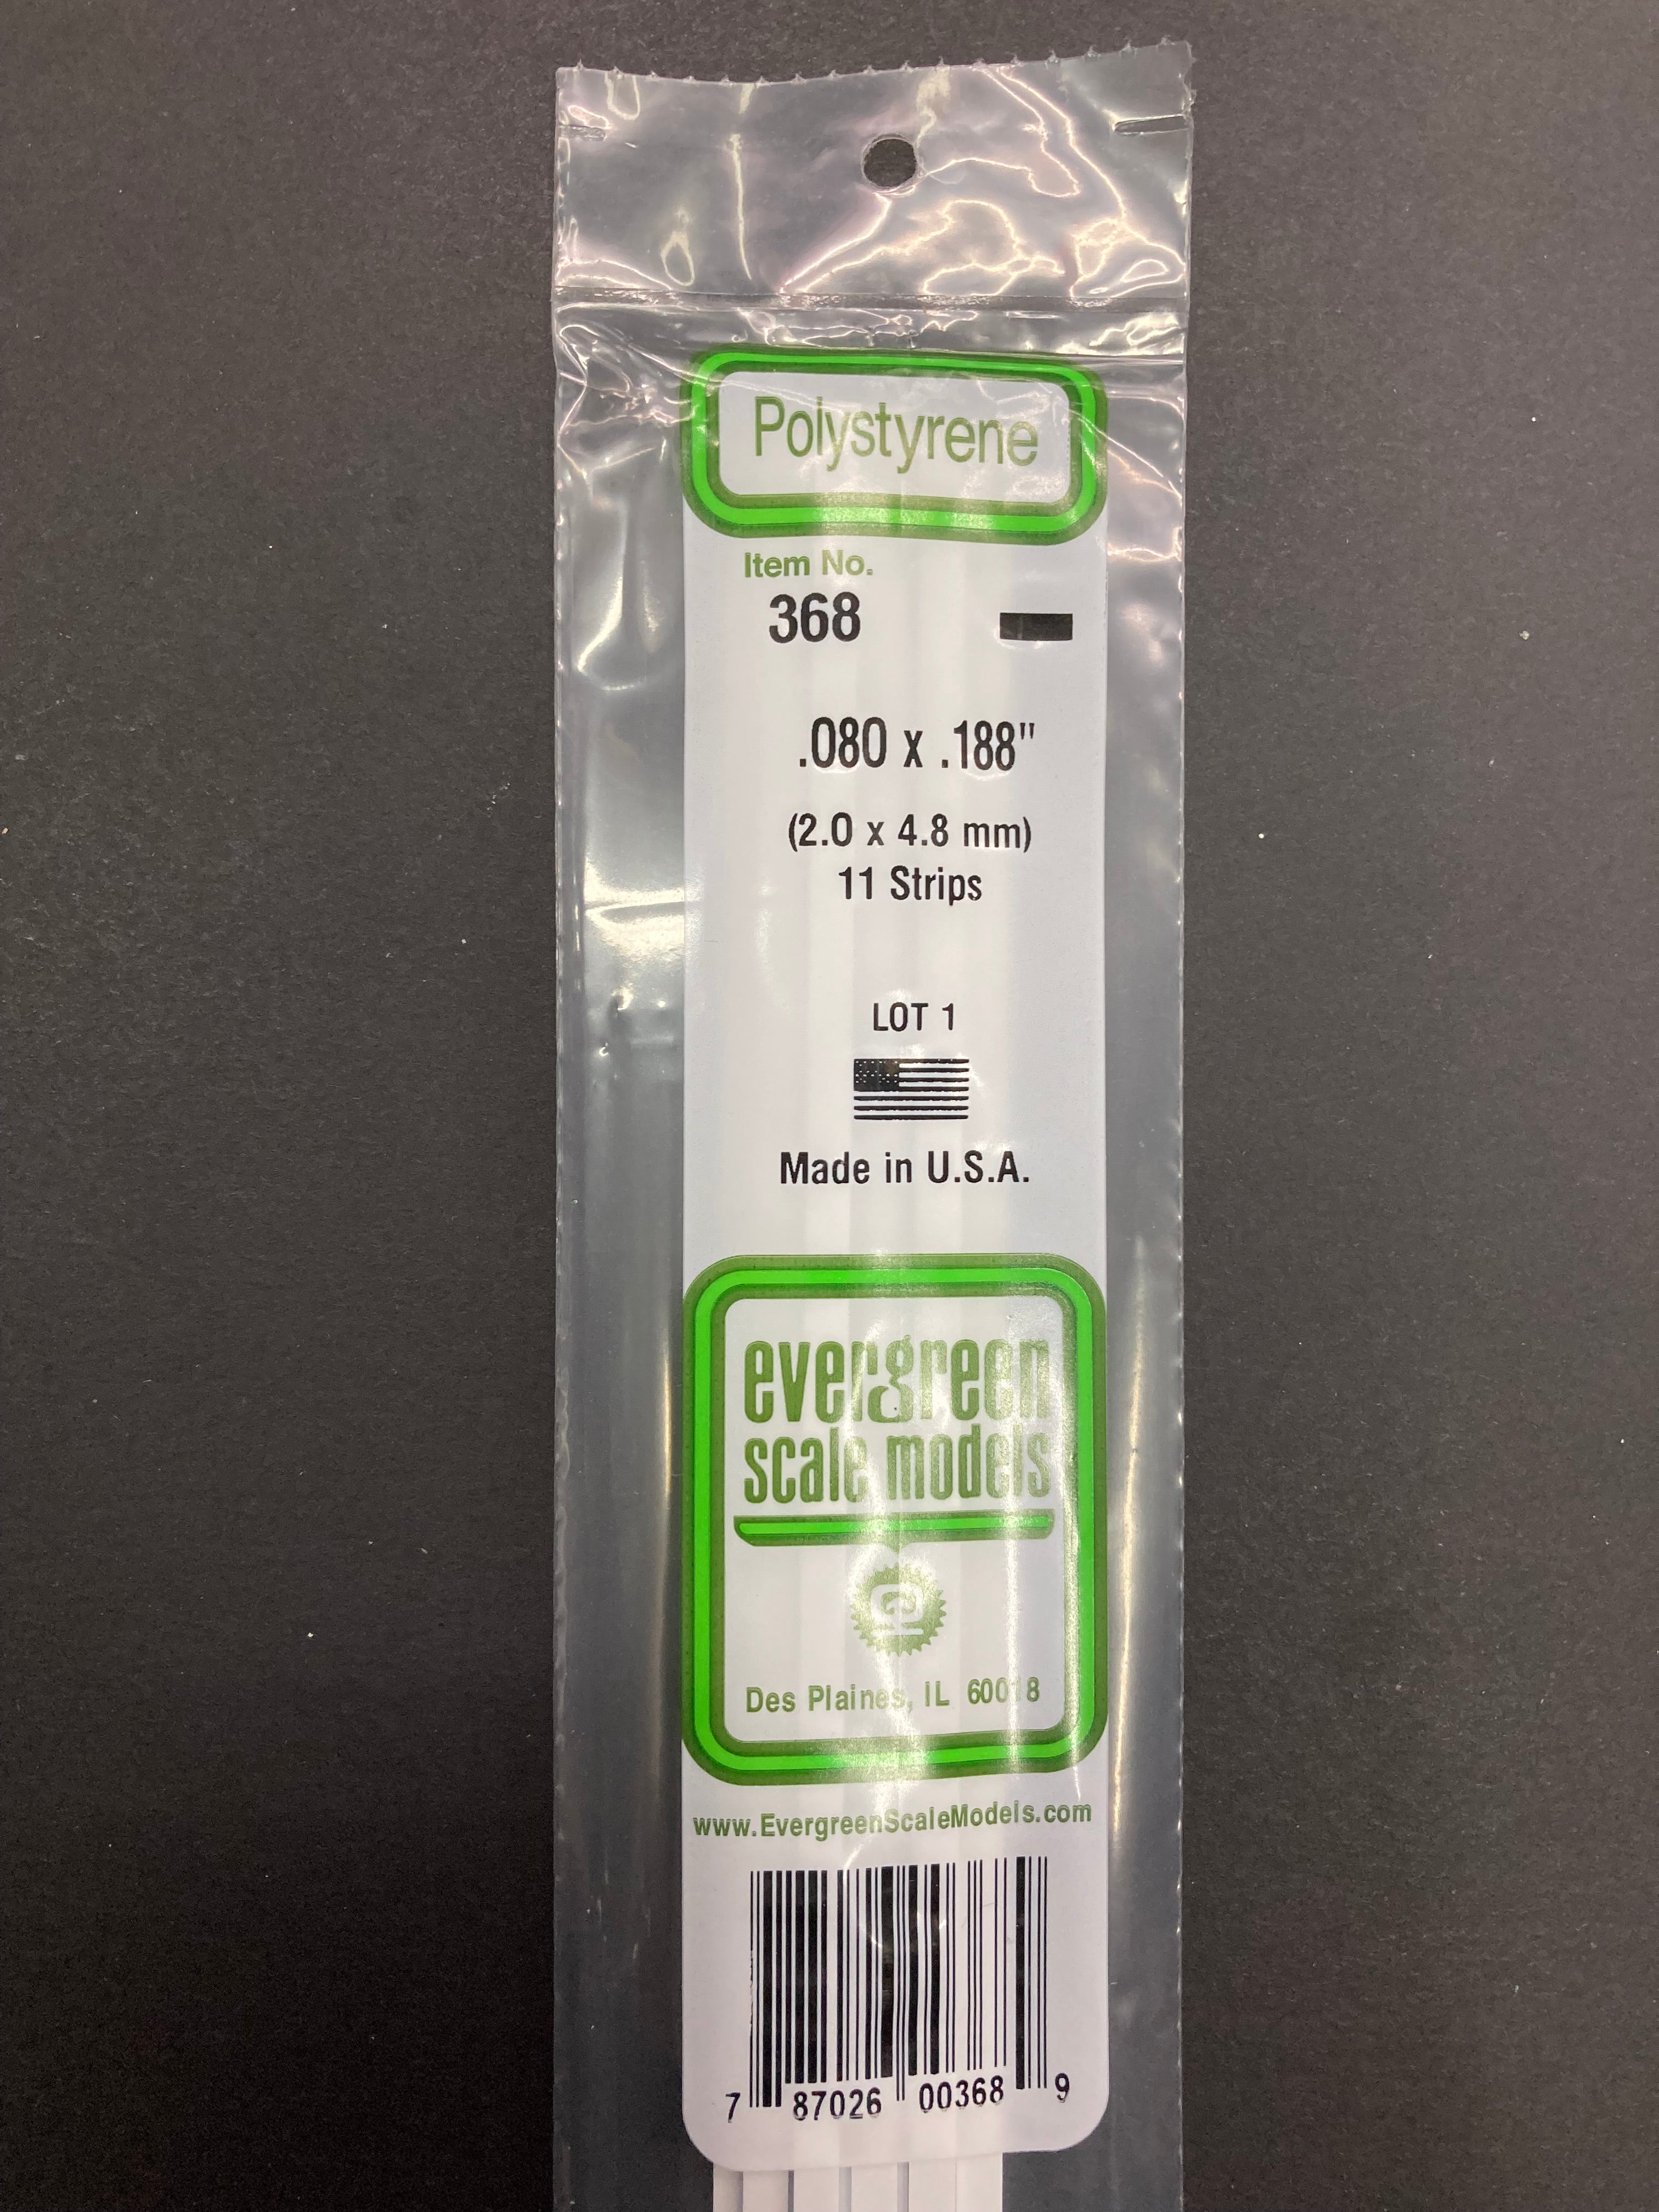 Polystyrene
Item No.
368
.080 x .188"
(2.0 x 4.8 mm)
11 Strips
LOT 1
Made in U.S.A.
evergreen
scale models
e
Des Plaines, IL 60018
www.EvergreenScaleModels.com
7 87026 00368 9